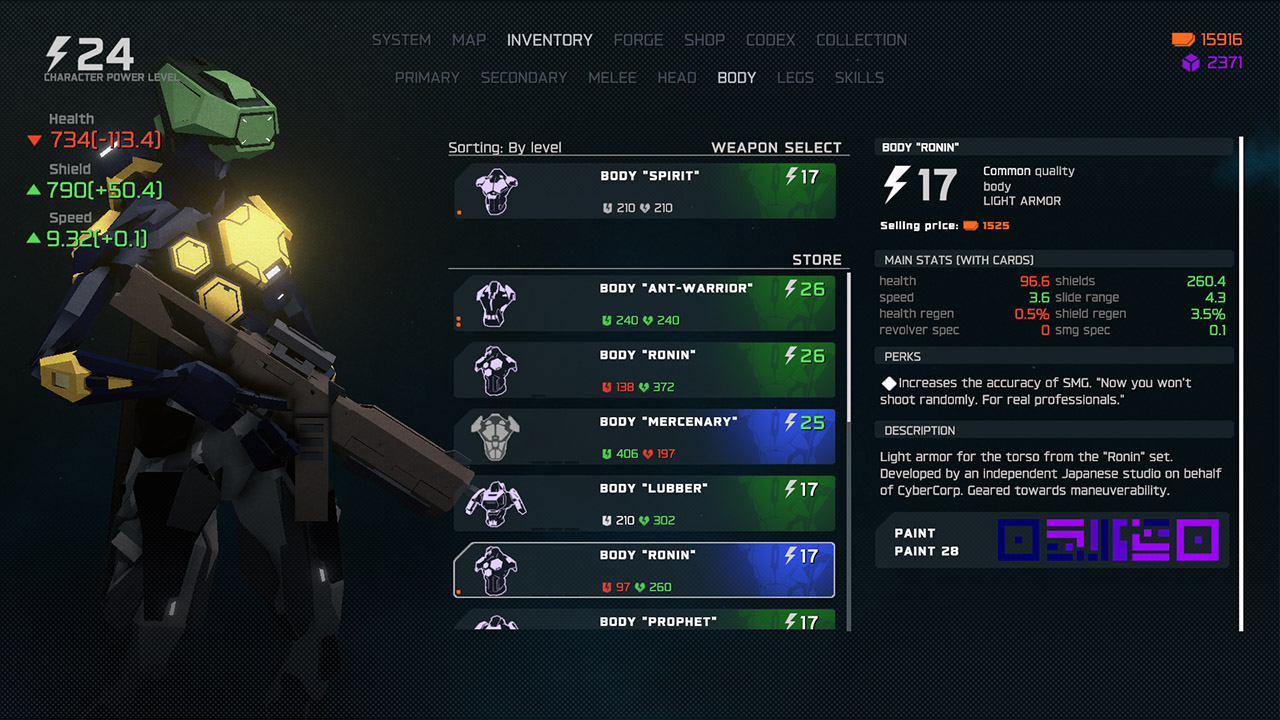 24
CHARACTER POWER LEVEL
SYSTEM MAP INVENTORY FORGE SHOP CODEX COLLECTION
PRIMARY SECONDARY MELEE HEAD BODY LEGS SKILLS
15916
2371
Health
734(-113.4)
Shield
790(+50.4)
Speed
9.32(+0.1)
Sorting: By level WEAPON SELECT
BODY "SPIRIT" 17
210 210
STORE
BODY "ANT-WARRIOR" 26
240 240
BODY "RONIN" 26
138 372
BODY "MERCENARY" 25
406 197
BODY "LUBBER" 17
210 302
BODY "RONIN" 17
97 260
BODY "PROPHET" 17
BODY "RONIN"
17
Common quality
body
LIGHT ARMOR
Selling price: 1525
MAIN STATS (WITH CARDS)
health 96.6 shields 260.4
speed 3.6 slide range 4.3
health regen 0.5% shield regen 3.5%
revolver spec 0 smg spec 0.1
PERKS
Increases the accuracy of SMG. "Now you won't
shoot randomly. For real professionals."
DESCRIPTION
Light armor for the torso from the "Ronin" set.
Developed by an independent Japanese studio on behalf
of CyberCorp. Geared towards maneuverability.
PAINT
PAINT 28